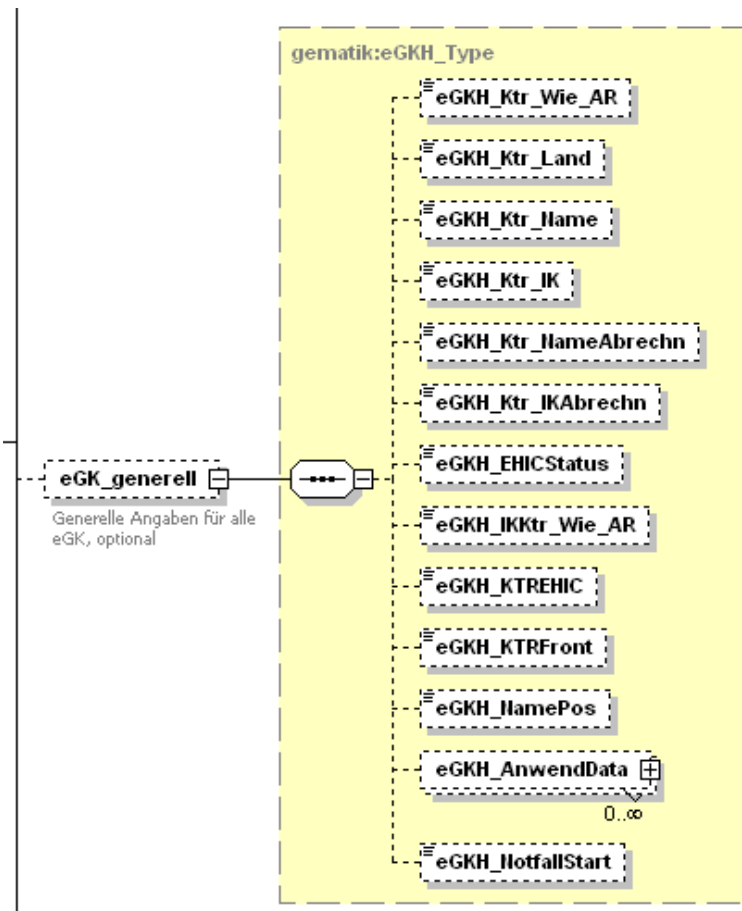 gematik:eGKH_Type
eGKH_Ktr_Wie_AR
eGKH_Ktr_Land
eGKH_Ktr_Name
eGKH_Ktr_IK
eGKH_Ktr_NameAbrechn
eGKH_Ktr_IKAbrechn
eGKH_EHICStatus
eGK_generell
Generelle Angaben für alle
eGK, optional
eGKH_IKKtr_Wie_AR
eGKH_KTREHIC
eGKH_KTRFront
eGKH_NamePos
eGKH_AnwendData
0..∞
eGKH_NotfallStart